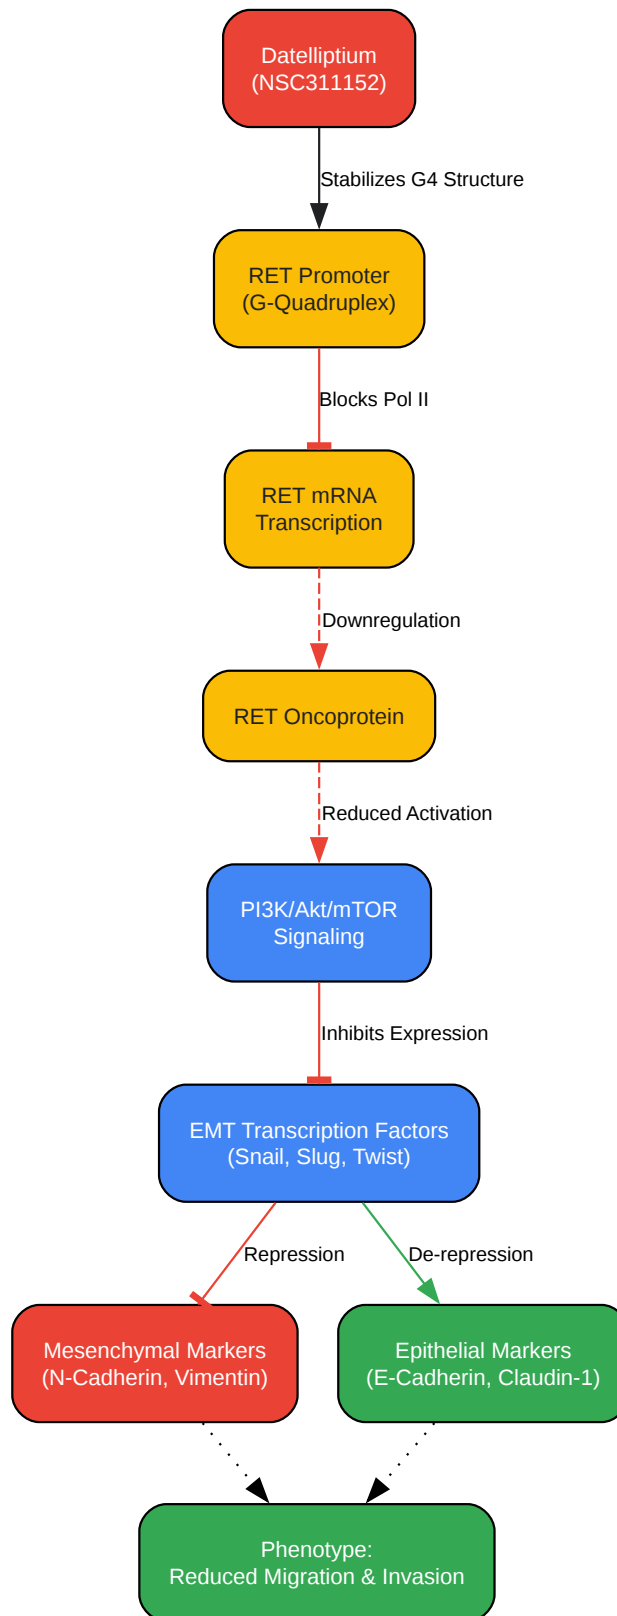 Datelliptium
(NSC311152)
Stabilizes G4 Structure
RET Promoter
(G-Quadruplex)
Blocks Pol II
RET mRNA
Transcription
Downregulation
RET Oncoprotein
Reduced Activation
PI3K/Akt/mTOR
Signaling
Inhibits Expression
EMT Transcription Factors
(Snail, Slug, Twist)
Repression
De-repression
Mesenchymal Markers
(N-Cadherin, Vimentin)
Epithelial Markers
(E-Cadherin, Claudin-1)
Phenotype:
Reduced Migration & Invasion